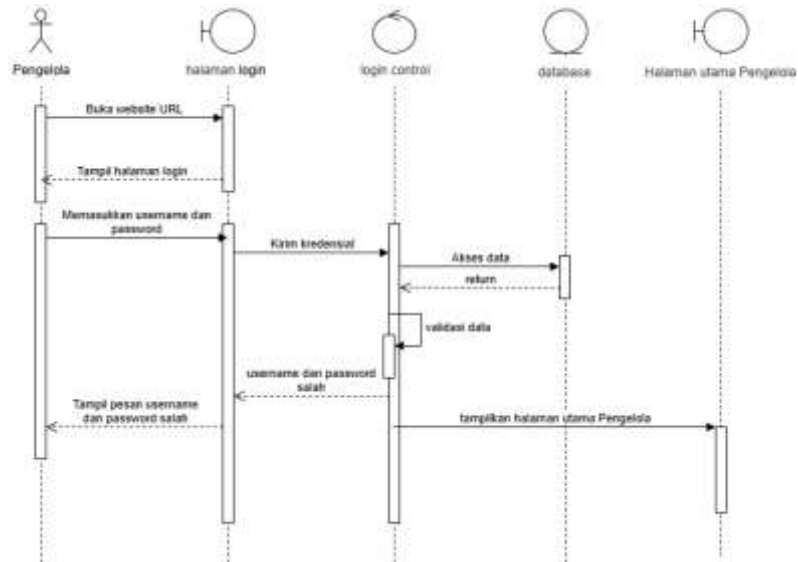 Pengelola
halaman login
login control
database
Halaman utama Pengelola
Buka website URL
Tampil halaman login
Memasukkan username dan
password
Kirim kredensial
Akses data
return
validasi data
username dan password
salah
Tampil pesan username
dan password salah
tampilkan halaman utama Pengelola